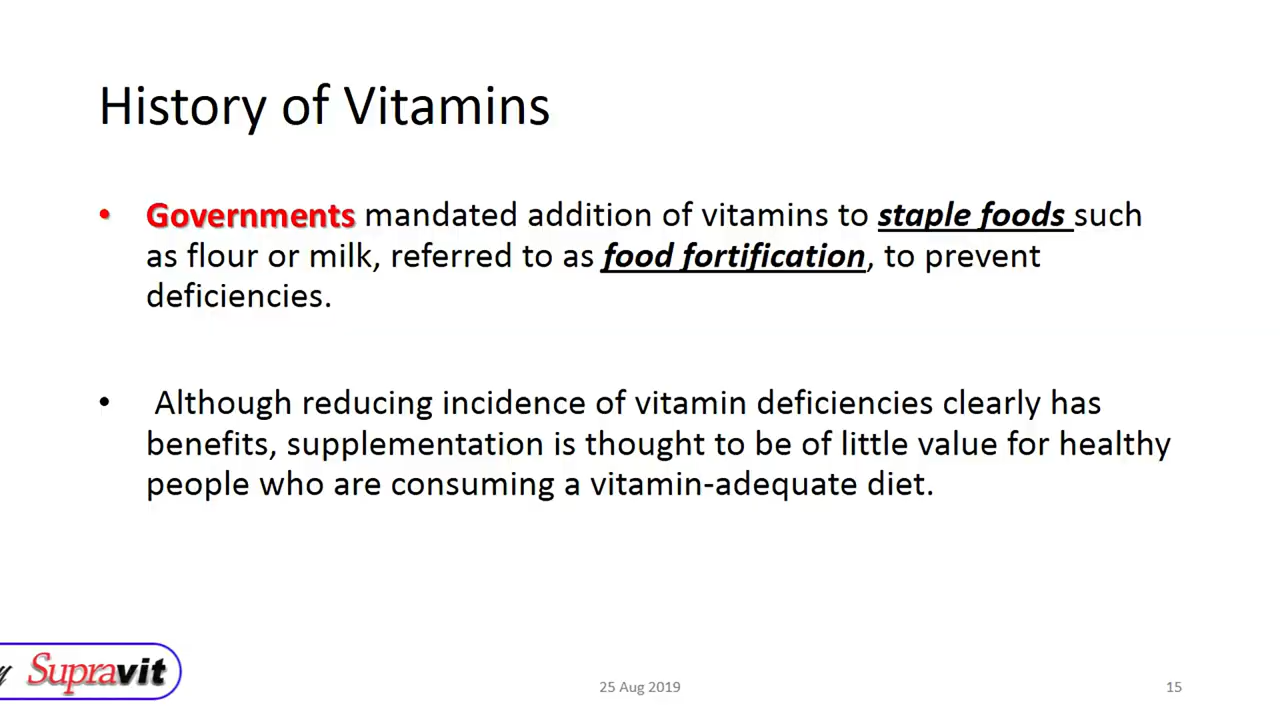 History of Vitamins
• Governments mandated addition of vitamins to staple foods such
as flour or milk, referred to as food fortification, to prevent
deficiencies.
• Although reducing incidence of vitamin deficiencies clearly has
benefits, supplementation is thought to be of little value for healthy
people who are consuming a vitamin-adequate diet.
y Supravit
25 Aug 2019
15